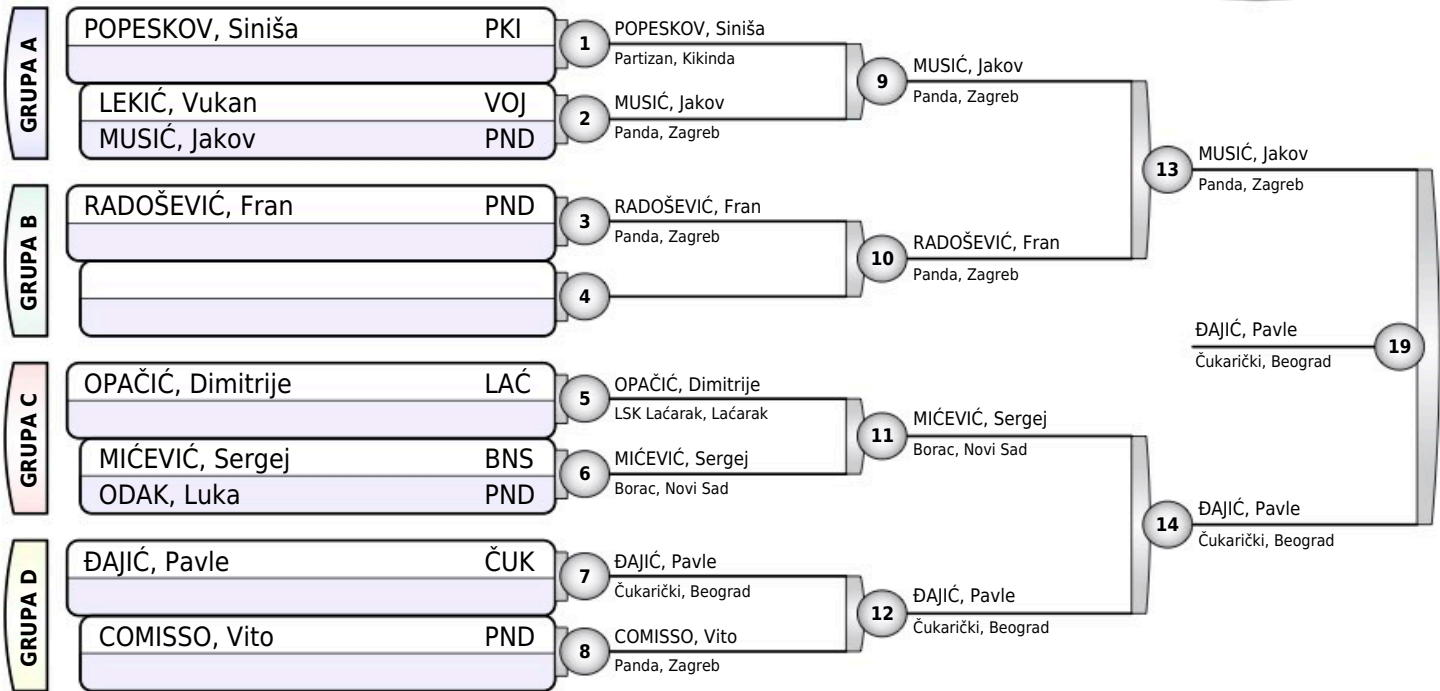 GRUPA A
POPESKOV, Siniša PKI
LEKIĆ, Vukan VOJ
MUSIĆ, Jakov PND
1
POPESKOV, Siniša
Partizan, Kikinda
2
MUSIĆ, Jakov
Panda, Zagreb
9
MUSIĆ, Jakov
Panda, Zagreb
GRUPA B
RADOŠEVIĆ, Fran PND
3
RADOŠEVIĆ, Fran
Panda, Zagreb
4
10
RADOŠEVIĆ, Fran
Panda, Zagreb
13
MUSIĆ, Jakov
Panda, Zagreb
GRUPA C
OPAČIĆ, Dimitrije LAĆ
MIĆEVIĆ, Sergej BNS
ODAK, Luka PND
5
OPAČIĆ, Dimitrije
LSK Laćarak, Laćarak
6
MIĆEVIĆ, Sergej
Borac, Novi Sad
11
MIĆEVIĆ, Sergej
Borac, Novi Sad
GRUPA D
ĐAJIĆ, Pavle ČUK
COMISSO, Vito PND
7
ĐAJIĆ, Pavle
Čukarički, Beograd
8
COMISSO, Vito
Panda, Zagreb
12
ĐAJIĆ, Pavle
Čukarički, Beograd
14
ĐAJIĆ, Pavle
Čukarički, Beograd
ĐAJIĆ, Pavle
Čukarički, Beograd
19